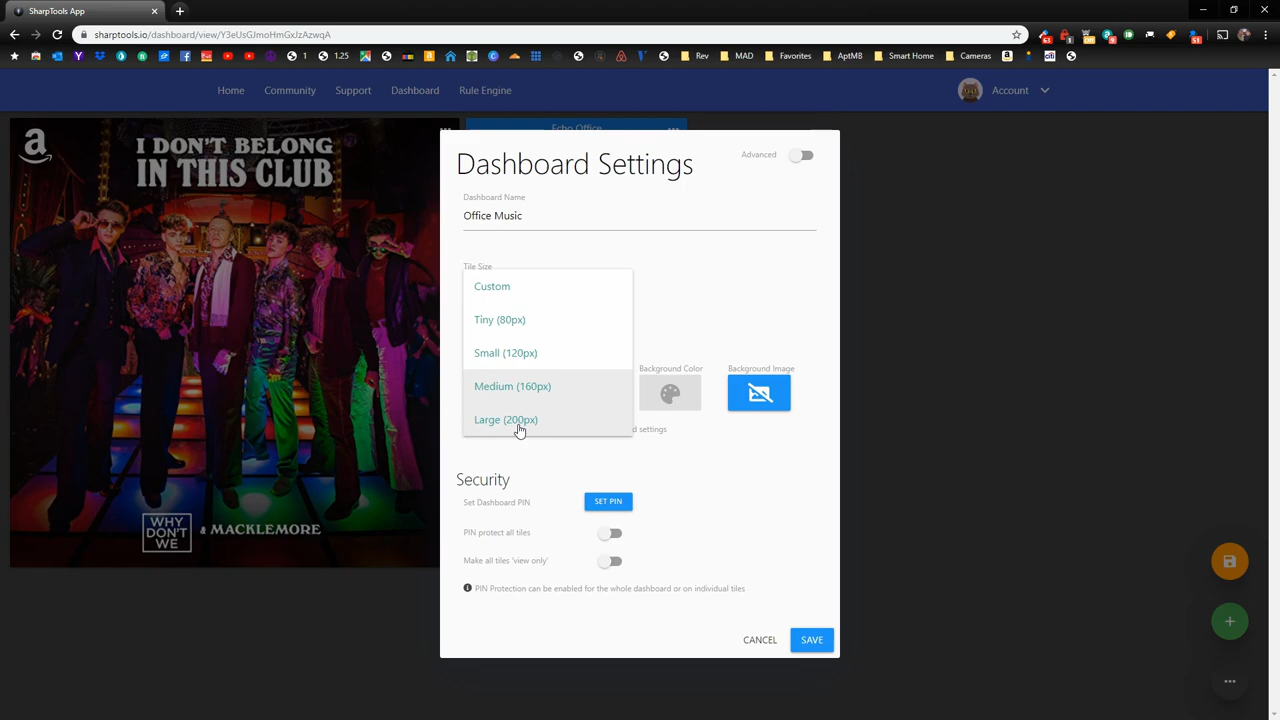 SharpTools App
sharptools.io/dashboard/view/Y3eUsGJmoHmGxJzAzwqA
1 1.25 Rev MAD Favorites AptMB Smart Home Cameras
Home Community Support Dashboard Rule Engine Account
Echo Office
I DON'T BELONG
IN THIS CLUB
WHY
DON'T
WE
& MACKLEMORE
Dashboard Settings
Advanced
Dashboard Name
Office Music
Tile Size
Custom
Tiny (80px)
Small (120px)
Medium (160px)
Large (200px)
Background Color
Background Image
d settings
Security
Set Dashboard PIN
SET PIN
PIN protect all tiles
Make all tiles 'view only'
PIN Protection can be enabled for the whole dashboard or on individual tiles
CANCEL
SAVE